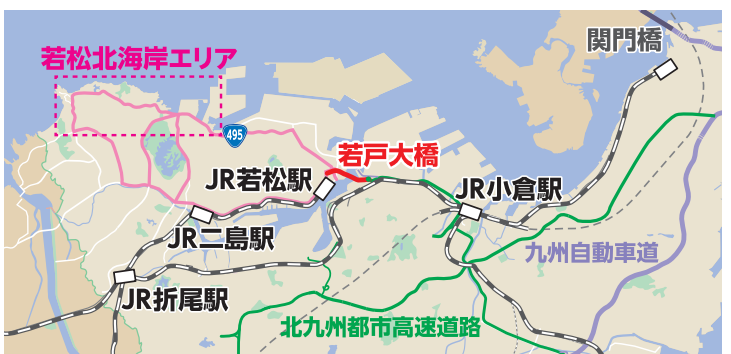 関門橋
若松北海岸エリア
495
若戸大橋
JR若松駅
JR小倉駅
JR二島駅
九州自動車道
JR折尾駅
北九州都市高速道路